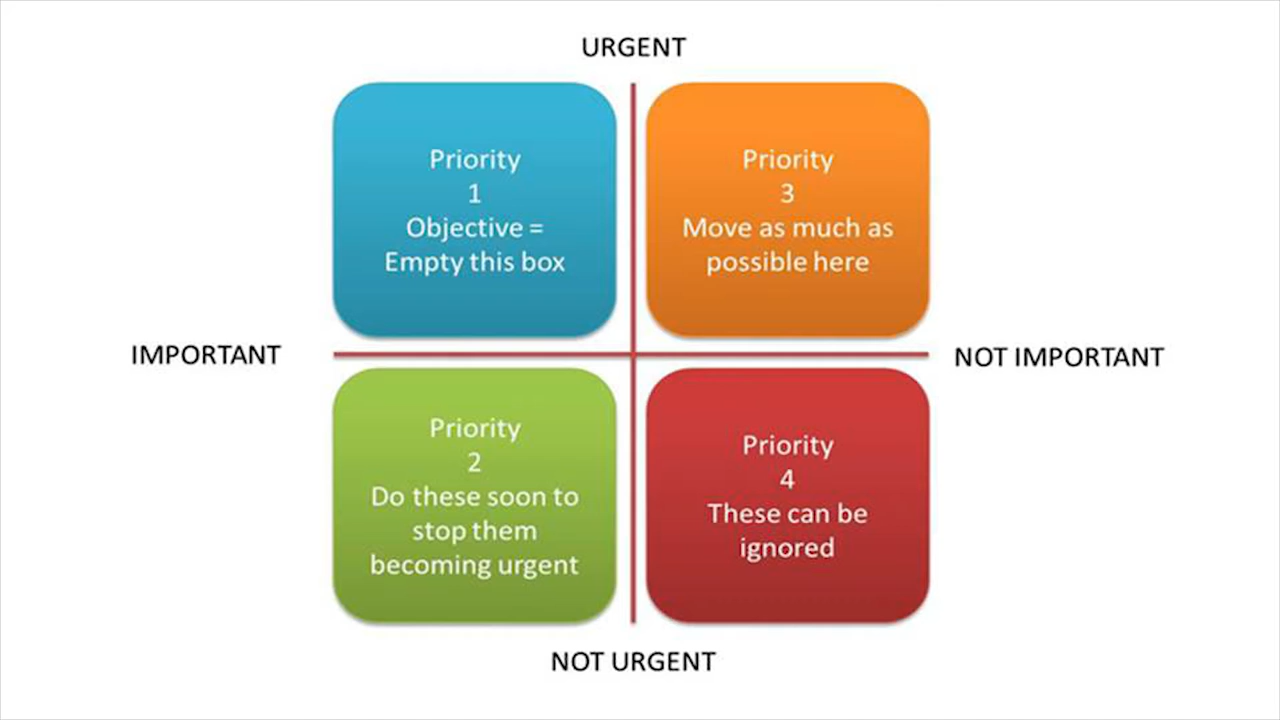 URGENT
Priority
1
Objective =
Empty this box
Priority
3
Move as much as
possible here
IMPORTANT
NOT IMPORTANT
Priority
2
Do these soon to
stop them
becoming urgent
Priority
4
These can be
ignored
NOT URGENT